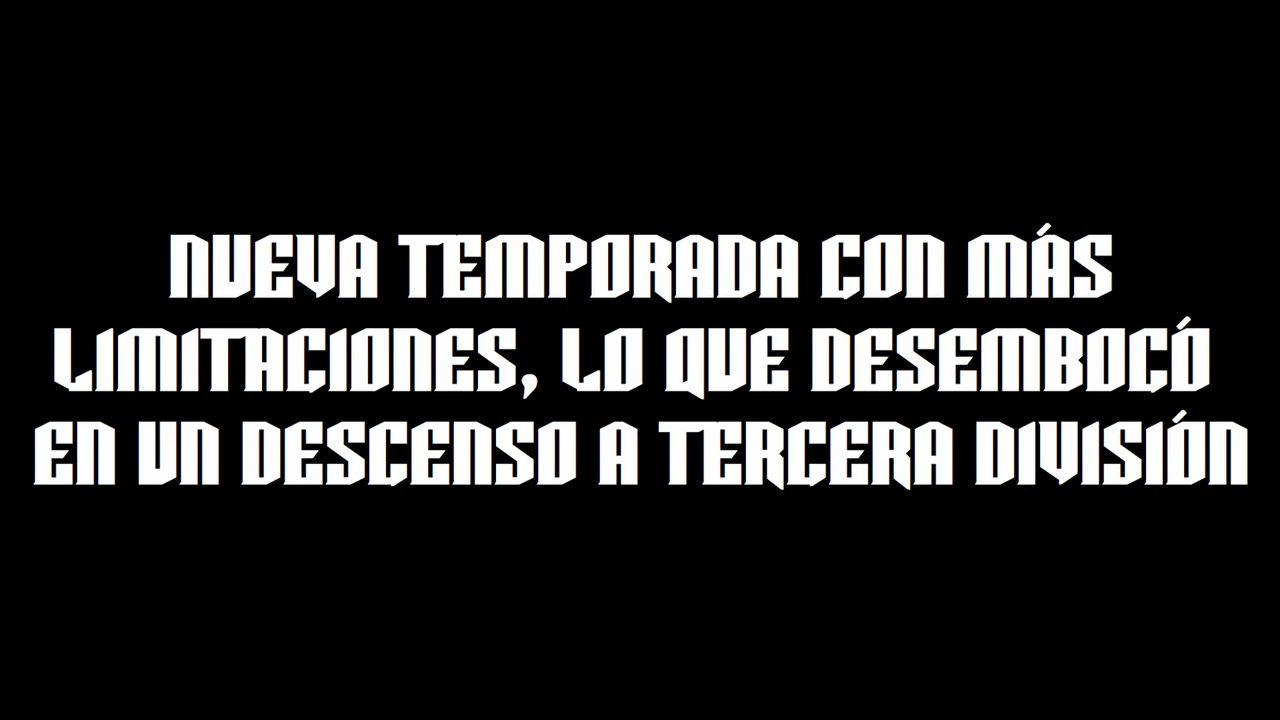 NUEVA TEMPORADA CON MÁS
LIMITACIONES, LO QUE DESEMBOCÓ
EN UN DESCENSO A TERCERA DIVISIÓN